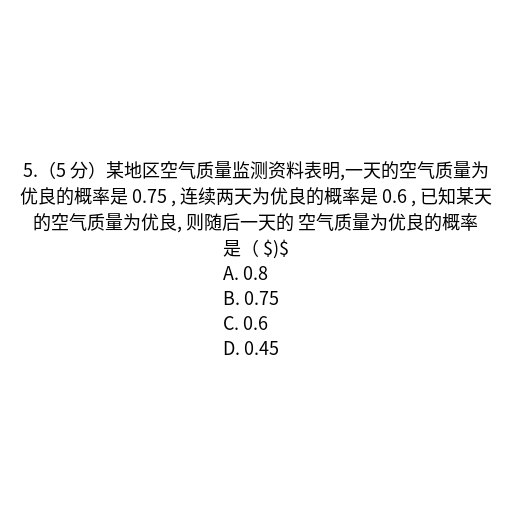 5.（5 分）某地区空气质量监测资料表明,一天的空气质量为
优良的概率是 0.75 , 连续两天为优良的概率是 0.6 , 已知某天
的空气质量为优良, 则随后一天的 空气质量为优良的概率
是（ $)$
A. 0.8
B. 0.75
C. 0.6
D. 0.45